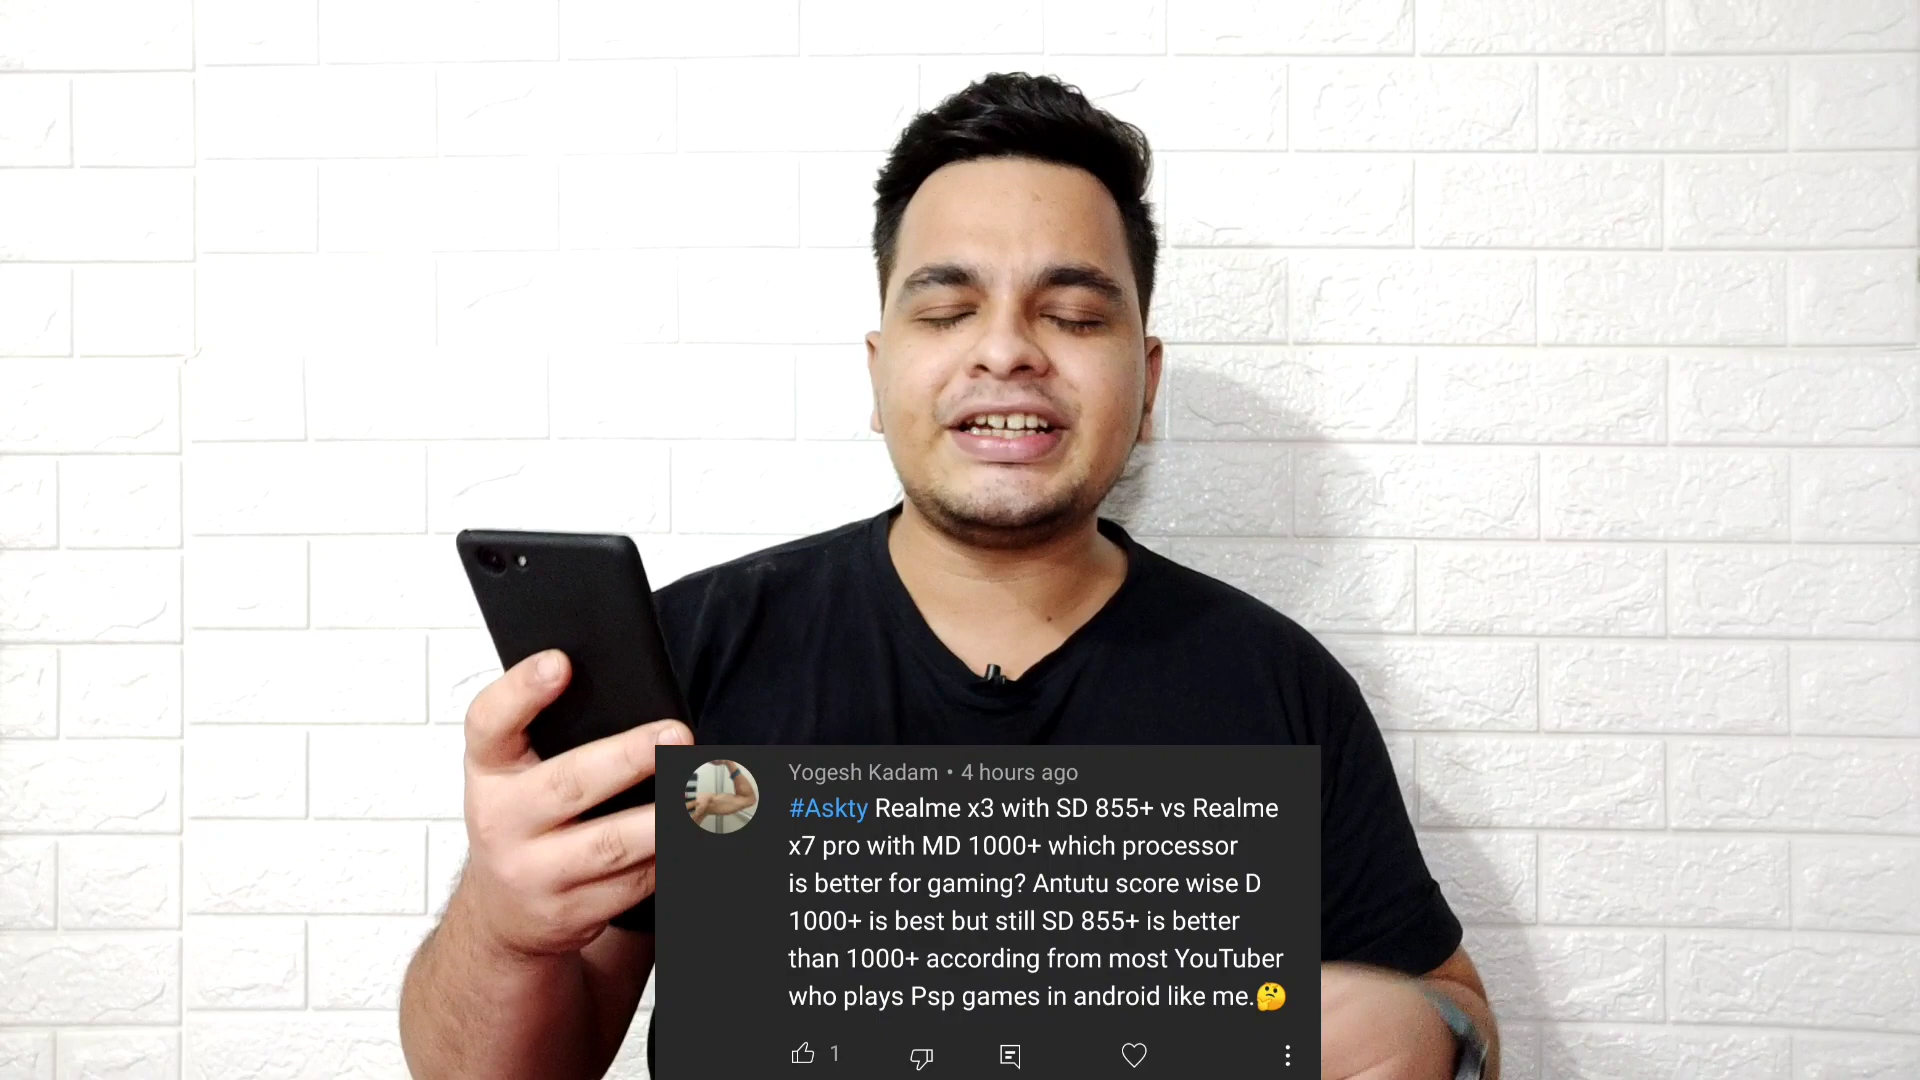 Yogesh Kadam • 4 hours ago
#Askty Realme x3 with SD 855+ vs Realme
x7 pro with MD 1000+ which processor
is better for gaming? Antutu score wise D
1000+ is best but still SD 855+ is better
than 1000+ according from most YouTuber
who plays Psp games in android like me.🤔
1